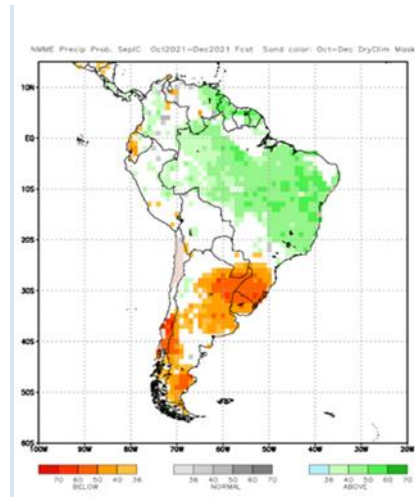 NMME Precip Prob. SepIC Oct2021-Dec2021 Fcst Sand color: Oct-Dec DryClim Mask
10N
EQ
10S
20S
30S
40S
50S
60S
100W 90W 80W 70W 60W 50W 40W 30W 20W
70 60 50 40 36 36 40 50 60 70 36 40 50 60 70
BELOW NORMAL ABOVE